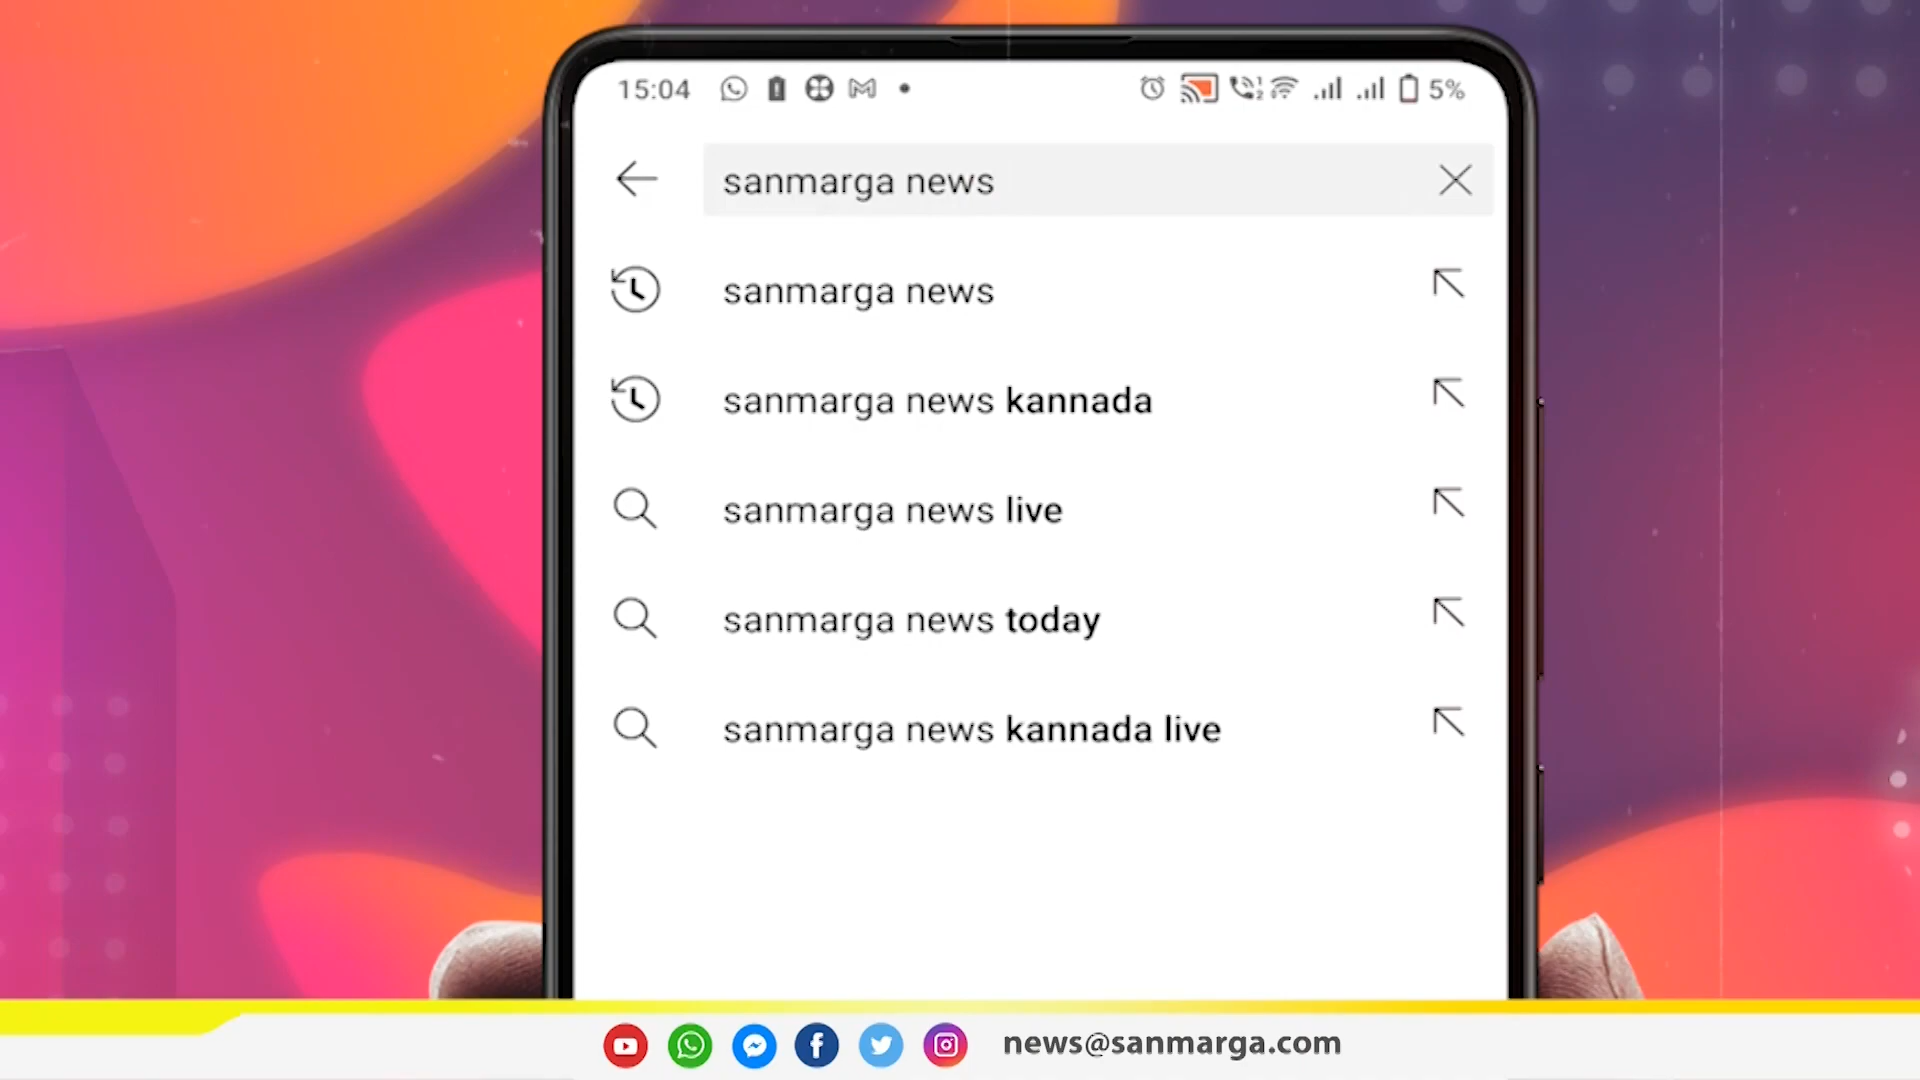 15:04
5%
sanmarga news
sanmarga news
sanmarga news kannada
sanmarga news live
sanmarga news today
sanmarga news kannada live
news@sanmarga.com